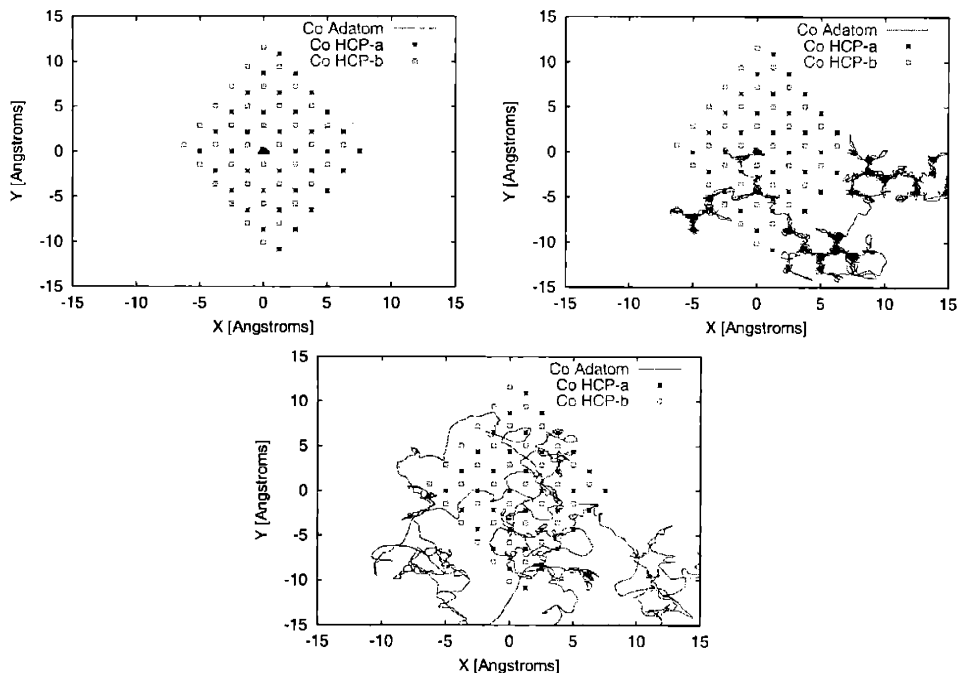 15
10
5
0
-5
-10
-15
Y [Angstroms]
-15 -10 -5 0 5 10 15
X [Angstroms]
Co Adatom
Co HCP-a
Co HCP-b
15
10
5
0
-5
-10
-15
Y [Angstroms]
-15 -10 -5 0 5 10 15
X [Angstroms]
Co Adatom
Co HCP-a
Co HCP-b
15
10
5
0
-5
-10
-15
Y [Angstroms]
-15 -10 -5 0 5 10 15
X [Angstroms]
Co Adatom
Co HCP-a
Co HCP-b